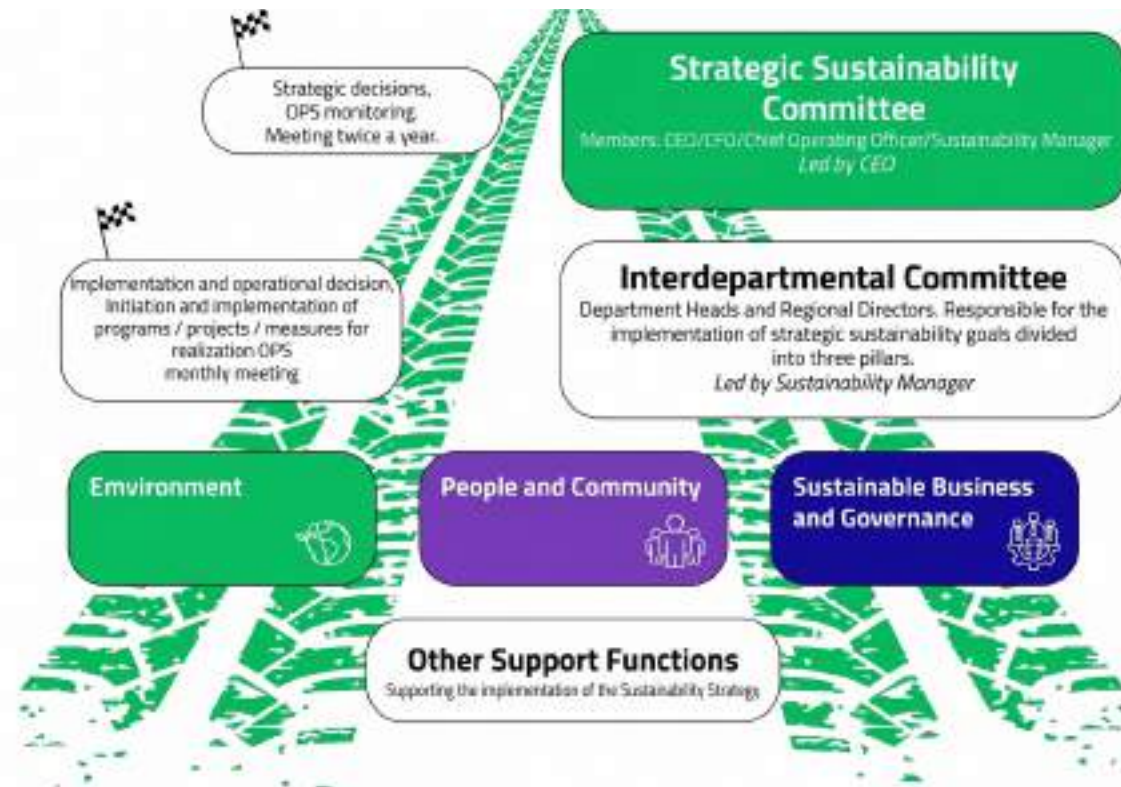 Strategic decisions,
OPS monitoring.
Meeting twice a year.
Strategic Sustainability
Committee
Members: CEO/CFO/Chief Operating Officer/Sustainability Manager
Led by CEO
Implementation and operational decision,
Initiation and implementation of
programs / projects / measures for
realization OPS
monthly meeting
Interdepartmental Committee
Department Heads and Regional Directors. Responsible for the
implementation of strategic sustainability goals divided
into three pillars.
Led by Sustainability Manager
Emvironment
People and Community
Sustainable Business
and Governance
Other Support Functions
Supporting the implementation of the Sustainability Strategy